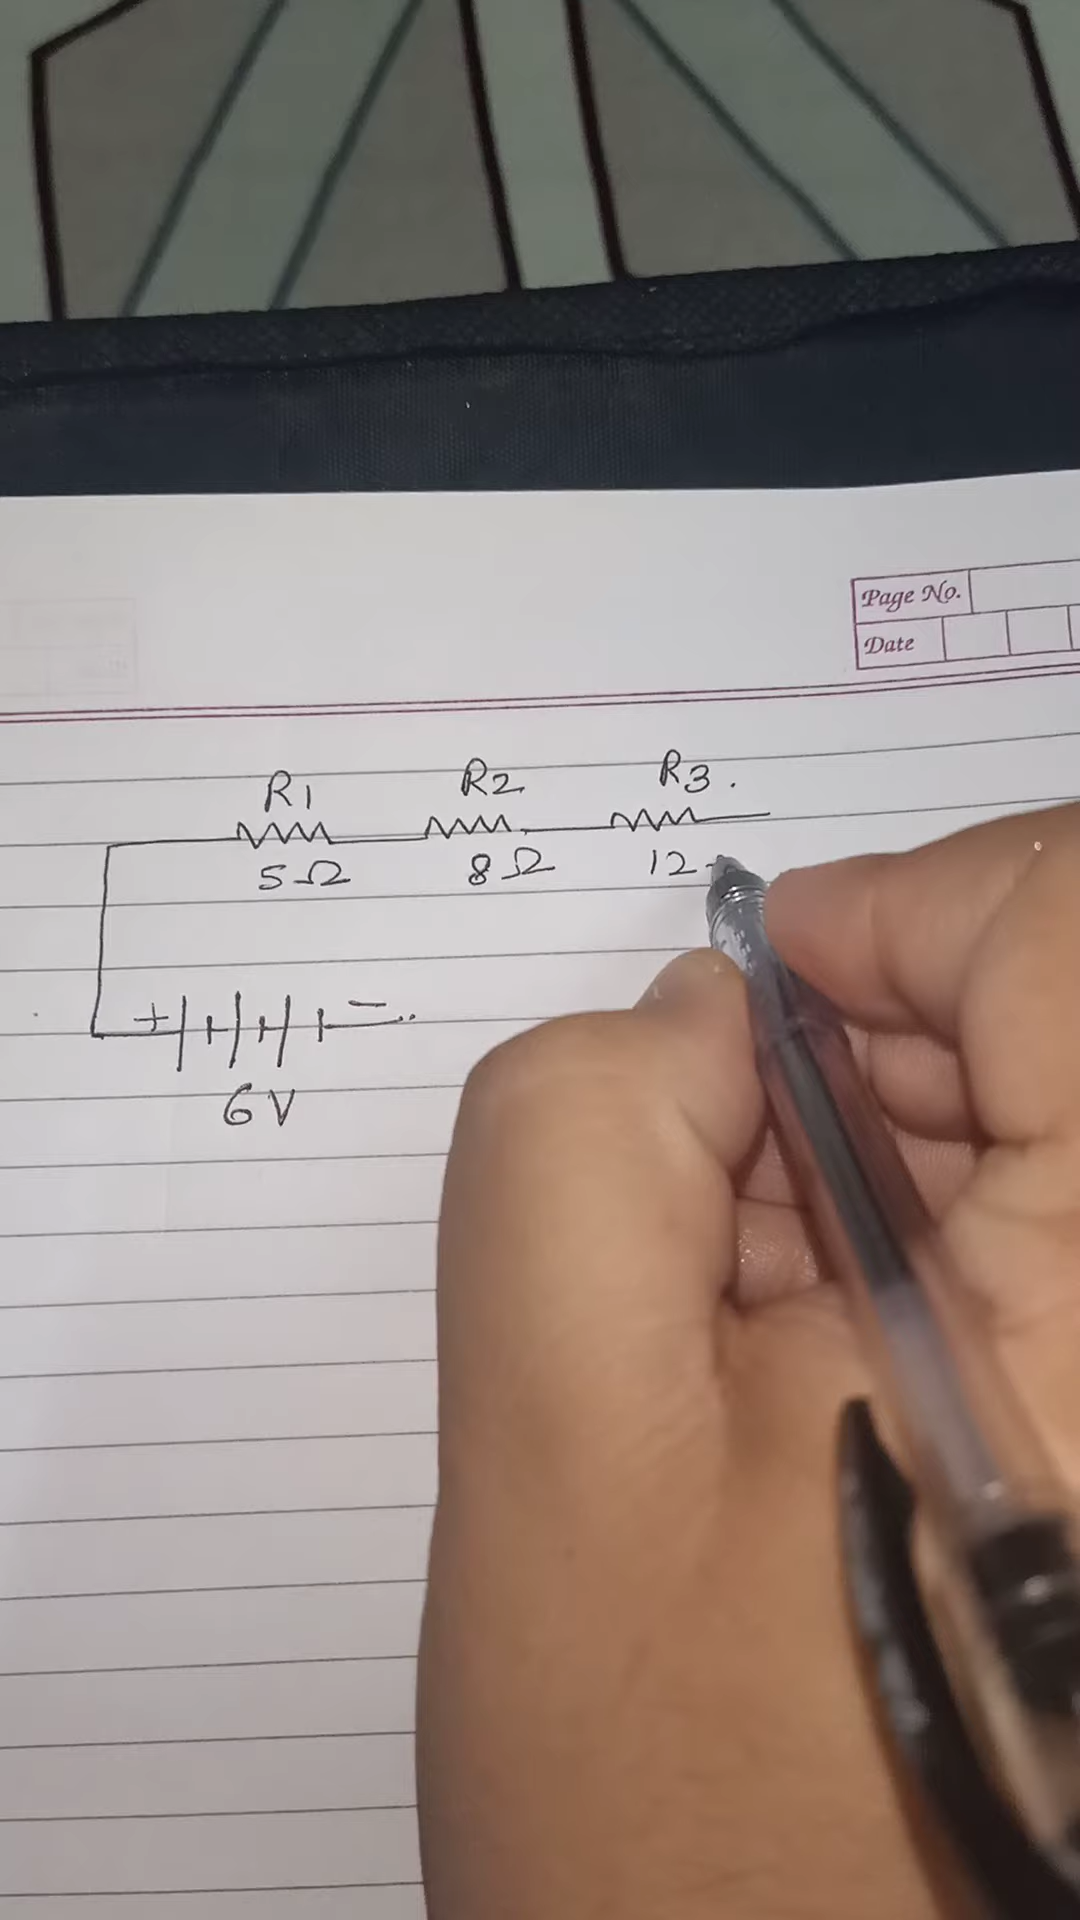 Page No.
Date
R1 R2 R3.
5Ω 8Ω 12
+ -
6V